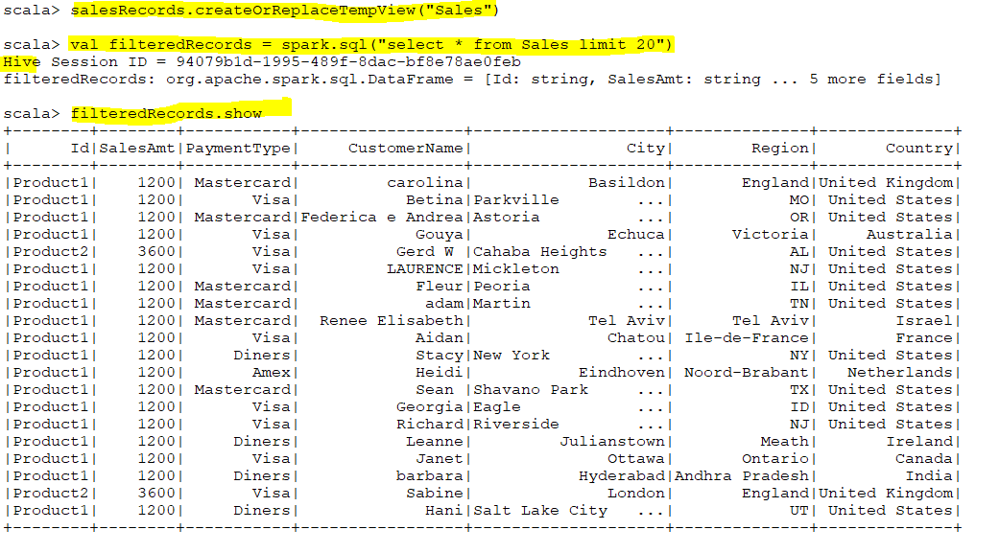 scala> salesRecords.createOrReplaceTempView("Sales")
scala> val filteredRecords = spark.sql("select * from Sales limit 20")
Hive Session ID = 94079b1d-1995-489f-8dac-bf8e78ae0feb
filteredRecords: org.apache.spark.sql.DataFrame = [Id: string, SalesAmt: string ... 5 more fields]
scala> filteredRecords.show
+--------+--------+-----------+------------------+--------------------+--------------+--------------+
|      Id|SalesAmt|PaymentType|      CustomerName|                City|        Region|       Country|
+--------+--------+-----------+------------------+--------------------+--------------+--------------+
|Product1|    1200| Mastercard|          carolina|            Basildon|       England|United Kingdom|
|Product1|    1200|       Visa|            Betina|Parkville        ...|            MO| United States|
|Product1|    1200| Mastercard|Federica e Andrea|Astoria          ...|            OR| United States|
|Product1|    1200|       Visa|             Gouya|              Echuca|      Victoria|     Australia|
|Product2|    3600|       Visa|           Gerd W |Cahaba Heights   ...|            AL| United States|
|Product1|    1200|       Visa|          LAURENCE|Mickleton        ...|            NJ| United States|
|Product1|    1200| Mastercard|             Fleur|Peoria           ...|            IL| United States|
|Product1|    1200| Mastercard|              adam|Martin           ...|            TN| United States|
|Product1|    1200| Mastercard|  Renee Elisabeth|            Tel Aviv|      Tel Aviv|        Israel|
|Product1|    1200|       Visa|             Aidan|              Chatou| Ile-de-France|        France|
|Product1|    1200|     Diners|             Stacy|New York         ...|            NY| United States|
|Product1|    1200|       Amex|             Heidi|           Eindhoven| Noord-Brabant|   Netherlands|
|Product1|    1200| Mastercard|             Sean |Shavano Park     ...|            TX| United States|
|Product1|    1200|       Visa|           Georgia|Eagle            ...|            ID| United States|
|Product1|    1200|       Visa|           Richard|Riverside        ...|            NJ| United States|
|Product1|    1200|     Diners|            Leanne|         Julianstown|         Meath|       Ireland|
|Product1|    1200|       Visa|             Janet|              Ottawa|       Ontario|        Canada|
|Product1|    1200|     Diners|           barbara|           Hyderabad|Andhra Pradesh|         India|
|Product2|    3600|       Visa|            Sabine|              London|       England|United Kingdom|
|Product1|    1200|     Diners|              Hani|Salt Lake City   ...|            UT| United States|
+--------+--------+-----------+------------------+--------------------+--------------+--------------+